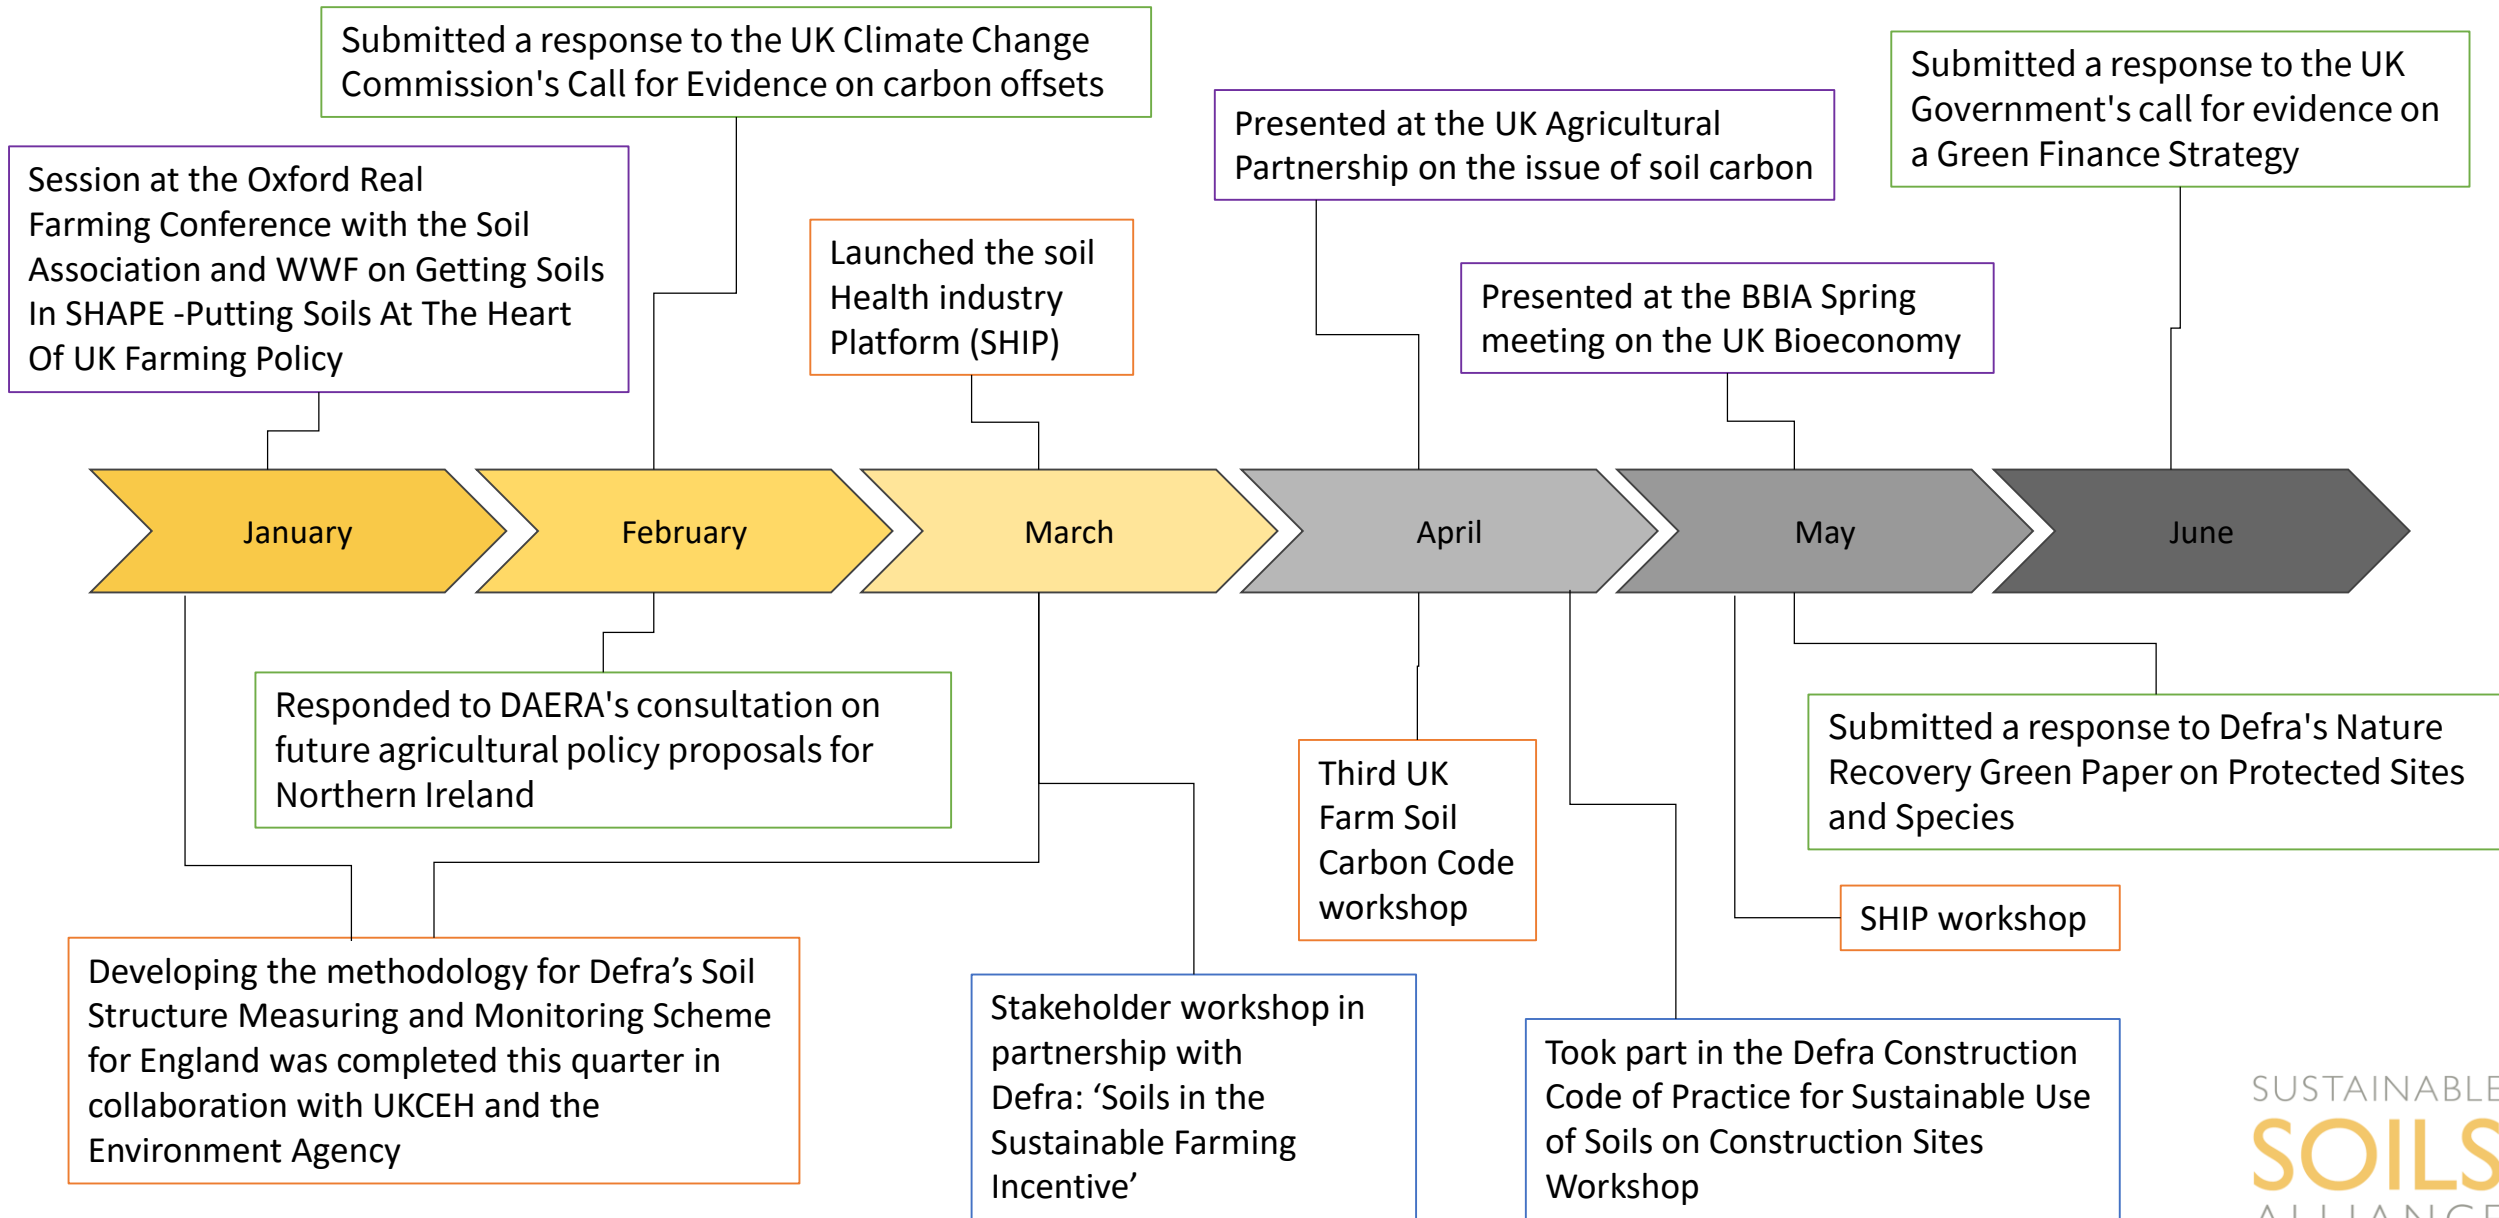 Submitted a response to the UK Climate Change
Commission's Call for Evidence on carbon offsets
Submitted a response to the UK
Government's call for evidence on
a Green Finance Strategy
Presented at the UK Agricultural
Partnership on the issue of soil carbon
Session at the Oxford Real
Farming Conference with the Soil
Association and WWF on Getting Soils
In SHAPE -Putting Soils At The Heart
Of UK Farming Policy
Launched the soil
Health industry
Platform (SHIP)
Presented at the BBIA Spring
meeting on the UK Bioeconomy
January
February
March
April
May
June
Responded to DAERA's consultation on
future agricultural policy proposals for
Northern Ireland
Submitted a response to Defra's Nature
Recovery Green Paper on Protected Sites
and Species
Third UK
Farm Soil
Carbon Code
workshop
SHIP workshop
Developing the methodology for Defra’s Soil
Structure Measuring and Monitoring Scheme
for England was completed this quarter in
collaboration with UKCEH and the
Environment Agency
Stakeholder workshop in
partnership with
Defra: ‘Soils in the
Sustainable Farming
Incentive’
Took part in the Defra Construction
Code of Practice for Sustainable Use
of Soils on Construction Sites
Workshop
SUSTAINABLE
SOILS
ALLIANCE